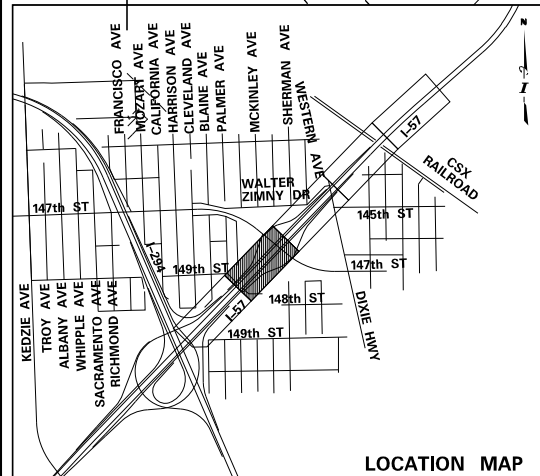 FRANCISCO AVE
MOZART AVE
CALIFORNIA AVE
HARRISON AVE
CLEVELAND AVE
BLAINE AVE
PALMER AVE
MCKINLEY AVE
SHERMAN AVE
WESTERN AVE
N
I-57
CSX
RAILROAD
WALTER
ZIMNY DR
147th ST
145th ST
I-294
149th ST
147th ST
148th ST
I-57
149th ST
DIXIE HWY
KEDZIE AVE
TROY AVE
ALBANY AVE
WHIPPLE AVE
SACRAMENTO AVE
RICHMOND AVE
LOCATION MAP